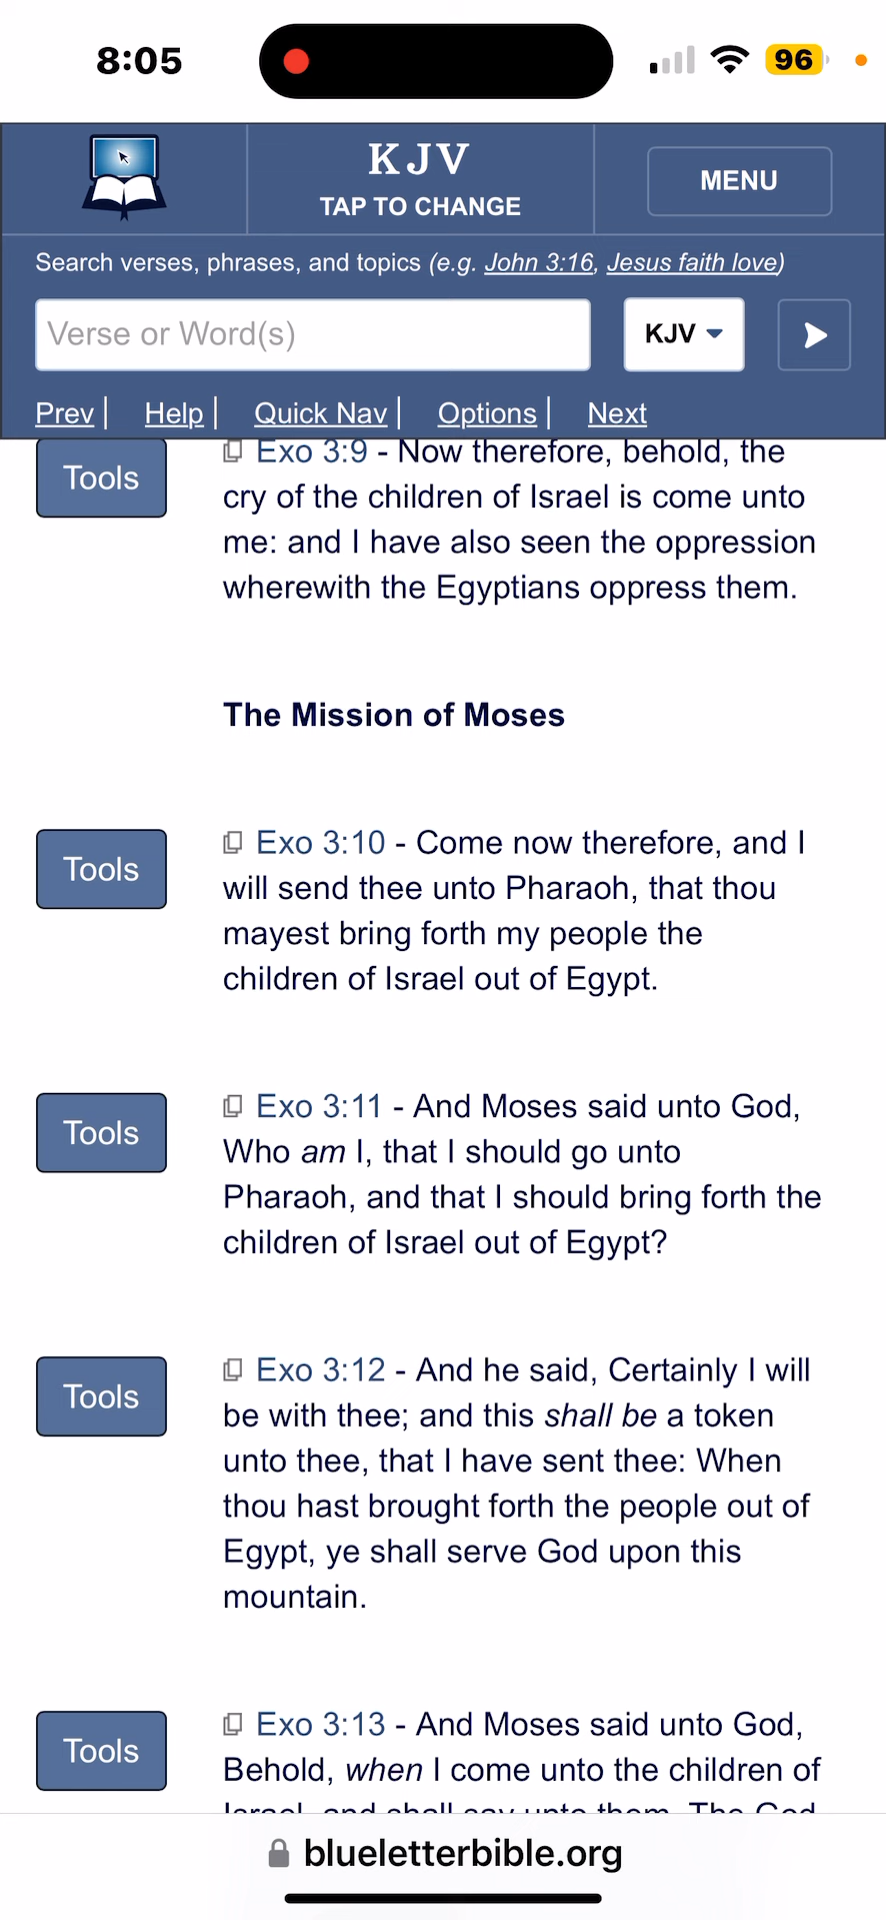 8:05
96
KJV
TAP TO CHANGE
MENU
Search verses, phrases, and topics (e.g. John 3:16, Jesus faith love)
Verse or Word(s)
KJV
Prev | Help | Quick Nav | Options | Next
Tools
Exo 3:9 - Now therefore, behold, the
cry of the children of Israel is come unto
me: and I have also seen the oppression
wherewith the Egyptians oppress them.
The Mission of Moses
Tools
Exo 3:10 - Come now therefore, and I
will send thee unto Pharaoh, that thou
mayest bring forth my people the
children of Israel out of Egypt.
Tools
Exo 3:11 - And Moses said unto God,
Who am I, that I should go unto
Pharaoh, and that I should bring forth the
children of Israel out of Egypt?
Tools
Exo 3:12 - And he said, Certainly I will
be with thee; and this shall be a token
unto thee, that I have sent thee: When
thou hast brought forth the people out of
Egypt, ye shall serve God upon this
mountain.
Tools
Exo 3:13 - And Moses said unto God,
Behold, when I come unto the children of
Israel, and shall say unto them, The God
blueletterbible.org